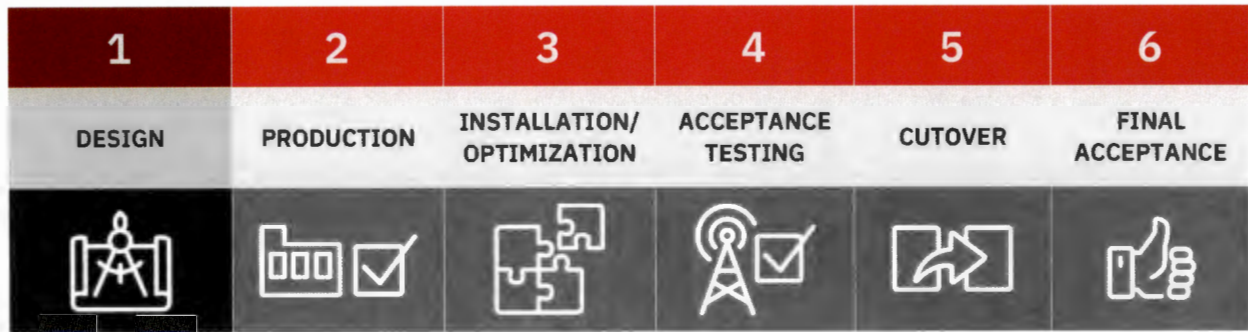 1
2
3
4
5
6
DESIGN
PRODUCTION
INSTALLATION/
OPTIMIZATION
ACCEPTANCE
TESTING
CUTOVER
FINAL
ACCEPTANCE